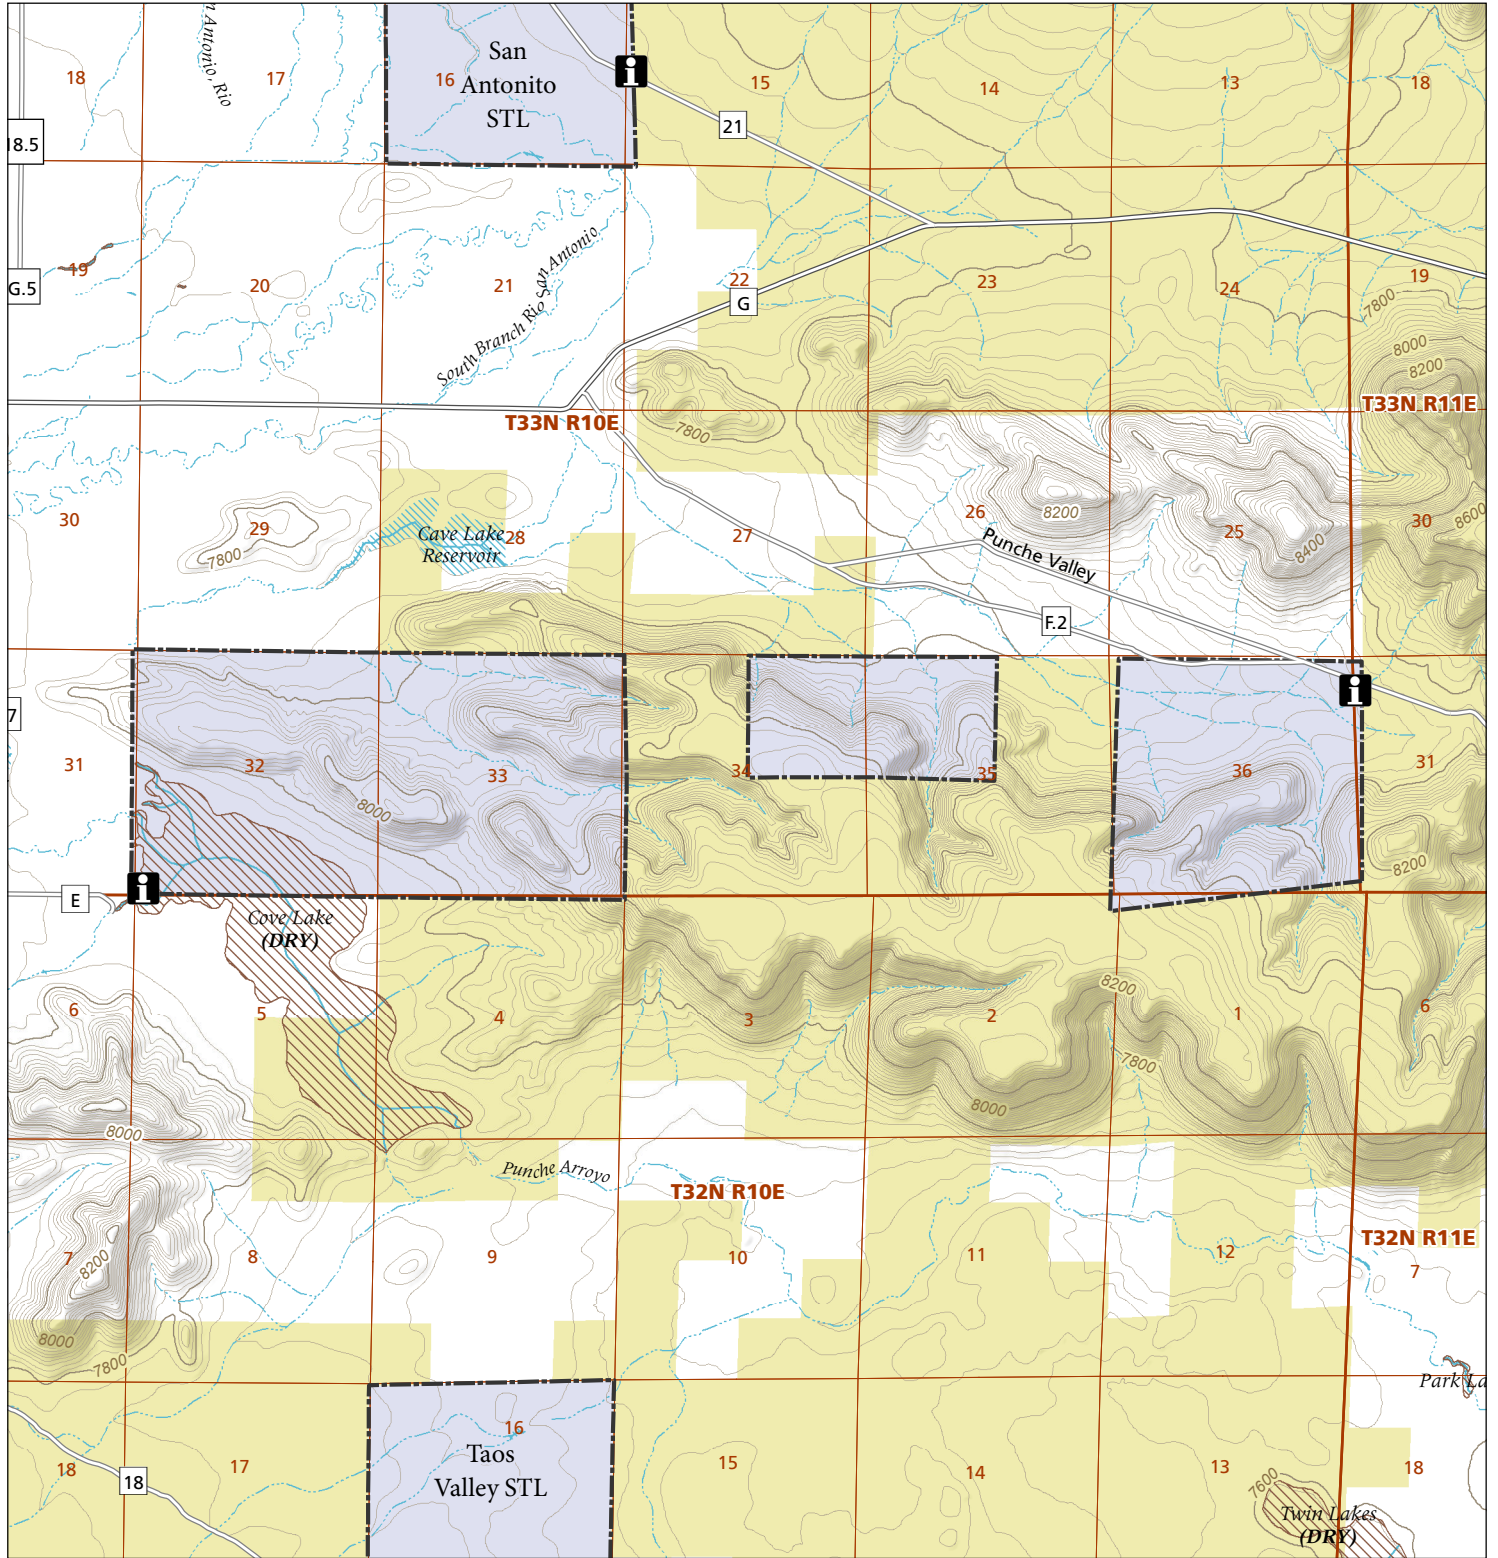 n Antonio, Rio
18
17
16
San
Antonito
STL
15
14
13
18
21
18.5
South Branch Rio San Antonio
19
20
21
22
23
24
19
G.5
G
7800
8000
8200
T33N R10E
T33N R11E
7800
30
29
7800
Cave Lake
Reservoir
28
27
26
8200
Punche Valley
25
8400
30
8600
F.2
7
31
32
33
8000
34
35
36
31
8200
E
Cove Lake
(DRY)
6
5
4
3
2
8200
1
6
7800
8000
8000
Punche Arroyo
T32N R10E
T32N R11E
7
8200
8
9
10
11
12
7
8000
7800
Park La
16
Taos
Valley STL
18
17
18
15
14
13
18
7600
Twin Lakes
(DRY)